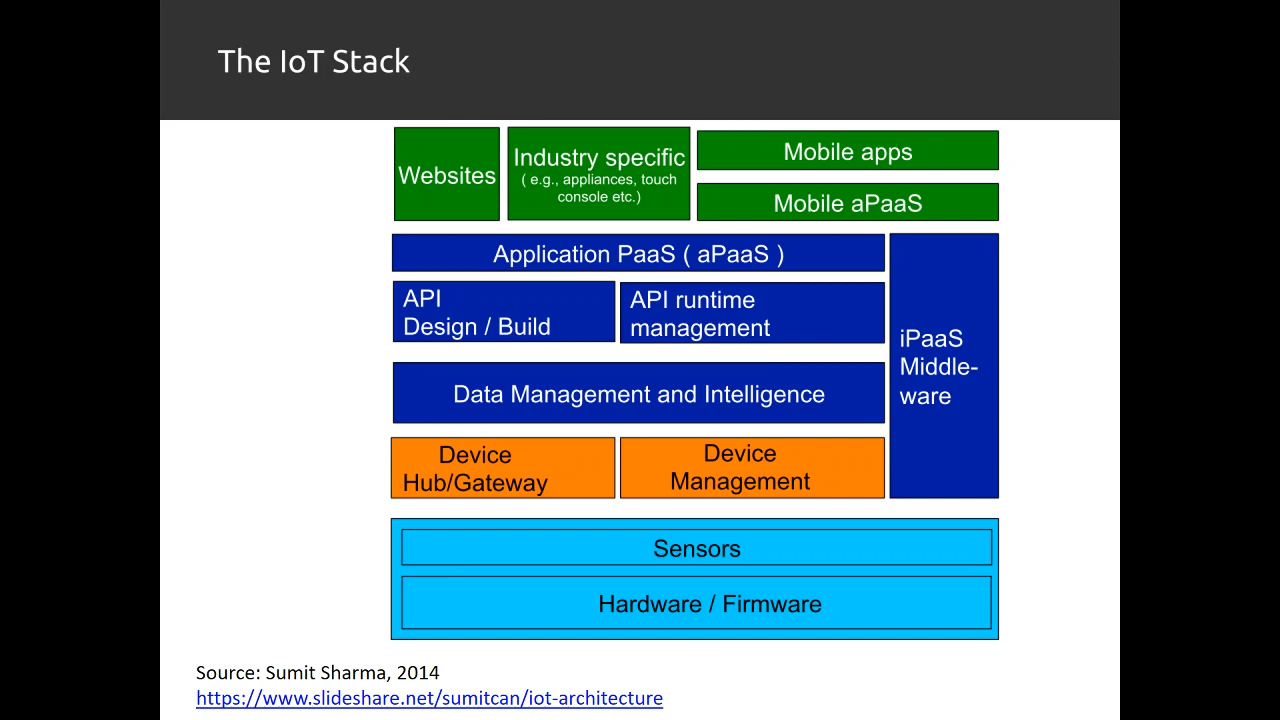 The IoT Stack
Websites
Industry specific
( e.g., appliances, touch
console etc.)
Mobile apps
Mobile aPaaS
Application PaaS ( aPaaS )
API
Design / Build
API runtime
management
iPaaS
Middle-
ware
Data Management and Intelligence
Device
Hub/Gateway
Device
Management
Sensors
Hardware / Firmware
Source: Sumit Sharma, 2014
https://www.slideshare.net/sumitcan/iot-architecture